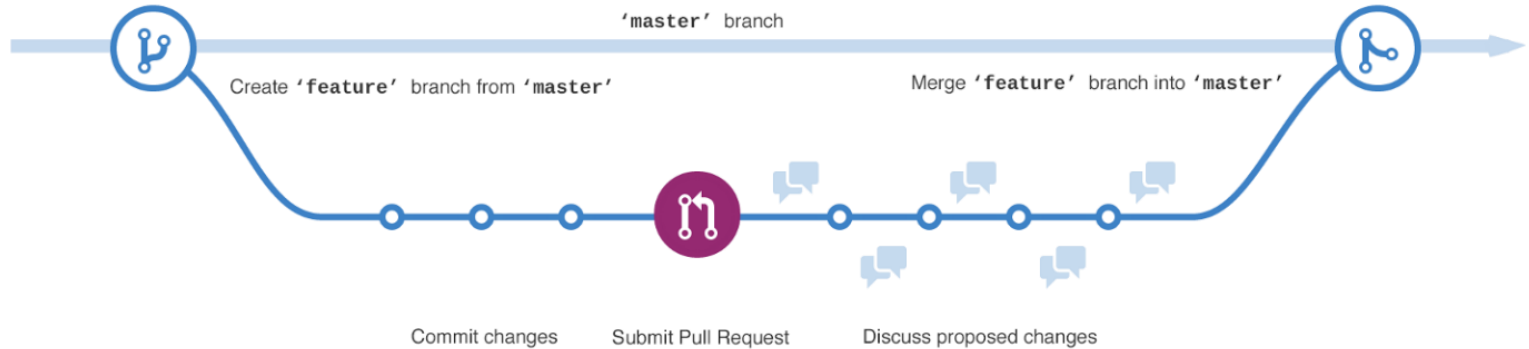 ‘master’ branch
Create ‘feature’ branch from ‘master’
Merge ‘feature’ branch into ‘master’
Commit changes
Submit Pull Request
Discuss proposed changes